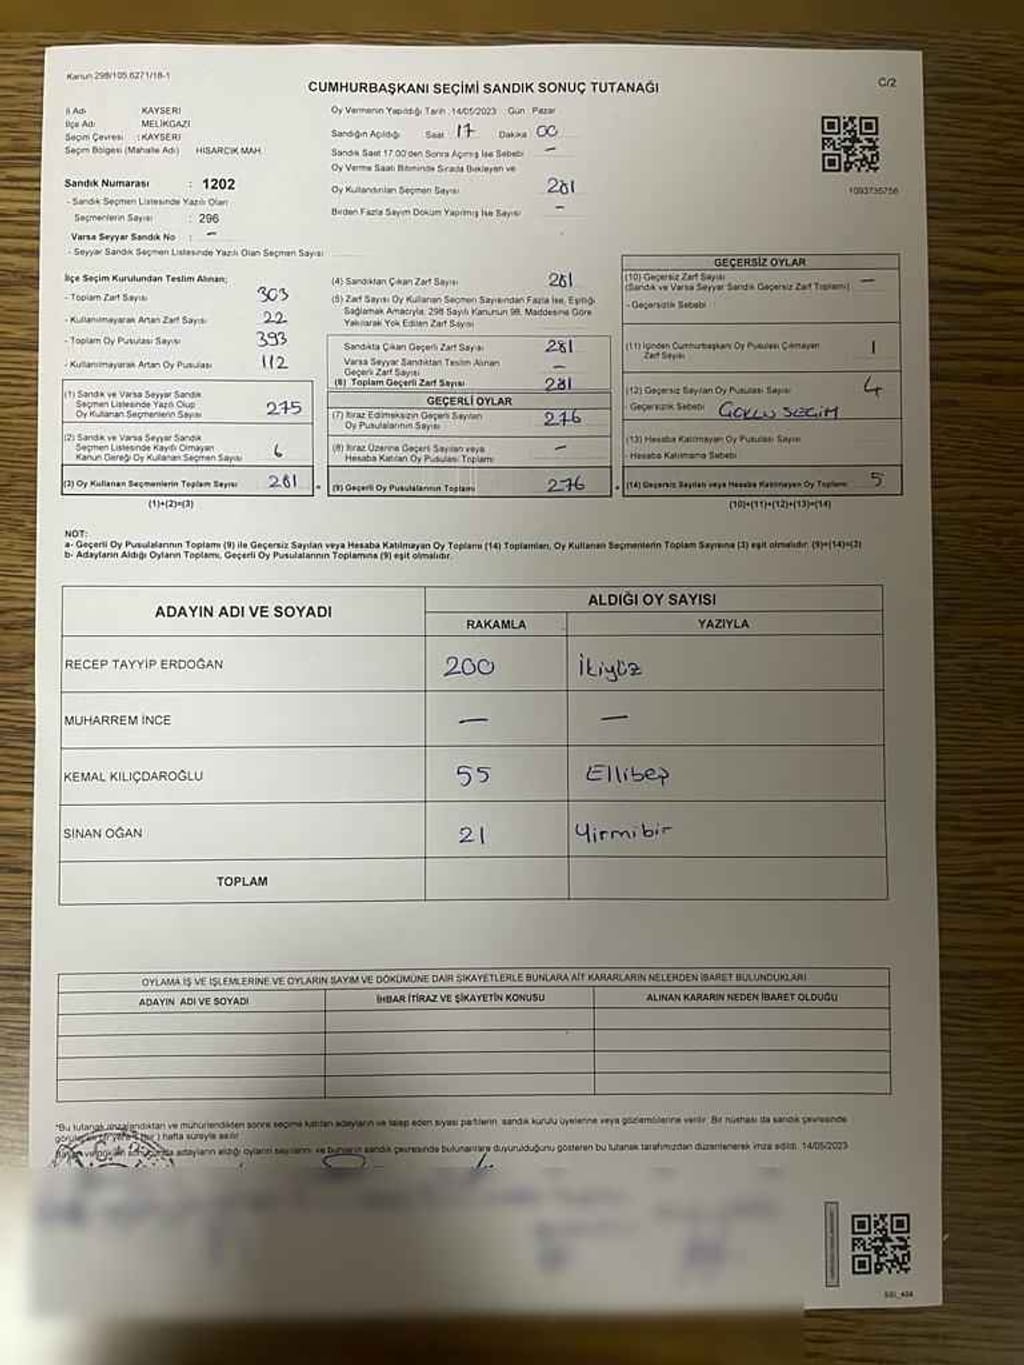 Kanun 298/105.6271/18-1
CUMHURBAŞKANI SEÇİMİ SANDIK SONUÇ TUTANAĞI
C/2
İl Adı KAYSERİ
İlçe Adı MELİKGAZİ
Seçim Çevresi : KAYSERİ
Seçim Bölgesi (Mahalle Adı) HISARCIK MAH.
Sandık Numarası : 1202
- Sandık Seçmen Listesinde Yazılı Olan
Seçmenlerin Sayısı : 296
Varsa Seyyar Sandık No : —
- Seyyar Sandık Seçmen Listesinde Yazılı Olan Seçmen Sayısı
Oy Vermenin Yapıldığı Tarih : 14/05/2023 Gün : Pazar
Sandığın Açıldığı Saat 17 Dakika 00
Sandık Saat 17.00'den Sonra Açılmış İse Sebebi —
Oy Verme Saati Bitiminde Sırada Bekleyen ve
Oy Kullandırılan Seçmen Sayısı 281
Birden Fazla Sayım Döküm Yapılmış İse Sayısı —
1093735756
İlçe Seçim Kurulundan Teslim Alınan;
- Toplam Zarf Sayısı 303
- Kullanılmayarak Artan Zarf Sayısı 22
- Toplam Oy Pusulası Sayısı 393
- Kullanılmayarak Artan Oy Pusulası 112
(1) Sandık ve Varsa Seyyar Sandık
Seçmen Listesinde Yazılı Olup
Oy Kullanan Seçmenlerin Sayısı 275
(2) Sandık ve Varsa Seyyar Sandık
Seçmen Listesinde Kayıtlı Olmayan
Kanun Gereği Oy Kullanan Seçmen Sayısı 6
(3) Oy Kullanan Seçmenlerin Toplam Sayısı 281
(1)+(2)=(3)
(4) Sandıktan Çıkan Zarf Sayısı 281
(5) Zarf Sayısı Oy Kullanan Seçmen Sayısından Fazla İse, Eşitliği
Sağlamak Amacıyla, 298 Sayılı Kanunun 98. Maddesine Göre
Yakılarak Yok Edilen Zarf Sayısı
Sandıkta Çıkan Geçerli Zarf Sayısı 281
Varsa Seyyar Sandıktan Teslim Alınan
Geçerli Zarf Sayısı —
(6) Toplam Geçerli Zarf Sayısı 281
GEÇERLİ OYLAR
(7) İtiraz Edilmeksizin Geçerli Sayılan
Oy Pusulalarının Sayısı 276
(8) İtiraz Üzerine Geçerli Sayılan veya
Hesaba Katılan Oy Pusulası Toplamı —
(9) Geçerli Oy Pusulalarının Toplamı 276
GEÇERSİZ OYLAR
(10) Geçersiz Zarf Sayısı —
(Sandık ve Varsa Seyyar Sandık Geçersiz Zarf Toplamı)
- Geçersizlik Sebebi
(11) İçinden Cumhurbaşkanı Oy Pusulası Çıkmayan
Zarf Sayısı 1
(12) Geçersiz Sayılan Oy Pusulası Sayısı 4
- Geçersizlik Sebebi ÇOKLU SEÇİM
(13) Hesaba Katılmayan Oy Pusulası Sayısı
- Hesaba Katılmama Sebebi
(14) Geçersiz Sayılan veya Hesaba Katılmayan Oy Toplamı 5
(10)+(11)+(12)+(13)=(14)
NOT:
a- Geçerli Oy Pusulalarının Toplamı (9) ile Geçersiz Sayılan veya Hesaba Katılmayan Oy Toplamı (14) Toplamları, Oy Kullanan Seçmenlerin Toplam Sayısına (3) eşit olmalıdır. (9)+(14)=(3)
b- Adayların Aldığı Oyların Toplamı, Geçerli Oy Pusulalarının Toplamına (9) eşit olmalıdır.
ADAYIN ADI VE SOYADI
ALDIĞI OY SAYISI
RAKAMLA YAZIYLA
RECEP TAYYİP ERDOĞAN 200 İkiyüz
MUHARREM İNCE — —
KEMAL KILIÇDAROĞLU 55 Ellibeş
SİNAN OĞAN 21 Yirmibir
TOPLAM
OYLAMA İŞ VE İŞLEMLERİNE VE OYLARIN SAYIM VE DÖKÜMÜNE DAİR ŞİKAYETLERLE BUNLARA AİT KARARLARIN NELERDEN İBARET BULUNDUKLARI
ADAYIN ADI VE SOYADI İHBAR İTİRAZ VE ŞİKAYETİN KONUSU ALINAN KARARIN NEDEN İBARET OLDUĞU
*Bu tutanak imzalandıktan ve mühürlendikten sonra seçime katılan adayların ve talep eden siyasi partilerin, sandık kurulu üyelerine veya gözlemcilerine verilir. Bir nüshası da sandık çevresinde
hafta süreyle asılır.
adayların aldığı oyların sayılarını ve bunların sandık çevresinde bulunanlara duyurulduğunu gösteren bu tutanak tarafımızdan düzenlenerek imza edildi. 14/05/2023